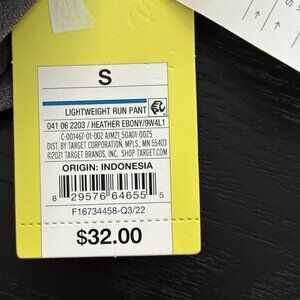 S
LIGHTWEIGHT RUN PANT
041 06 2203 / HEATHER EBONY/9W4L1
C-001467-01-002 A1MZ1_S0A01-0025
DIST. BY TARGET CORPORATION, MPLS, MN 55403
©2021 TARGET BRANDS, INC. SHOP TARGET.COM
ORIGIN: INDONESIA
8 29576 64655 5
F16734458-Q3/22
$32.00